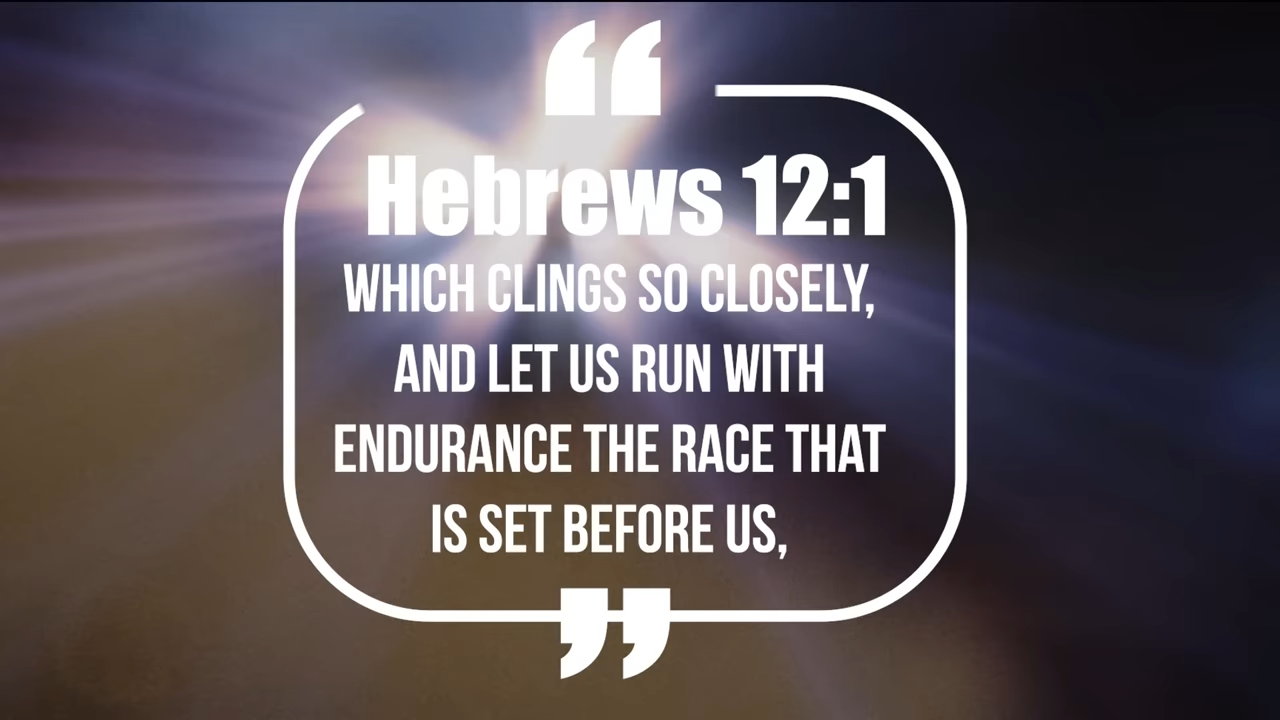 “
Hebrews 12:1
WHICH CLINGS SO CLOSELY,
AND LET US RUN WITH
ENDURANCE THE RACE THAT
IS SET BEFORE US,
”